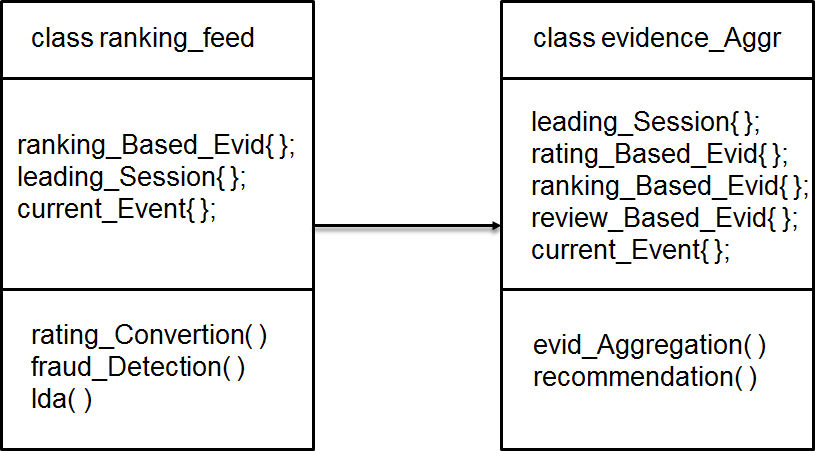 class ranking_feed
ranking_Based_Evid{ };
leading_Session{ };
current_Event{ };
rating_Convertion( )
fraud_Detection( )
lda( )
class evidence_Aggr
leading_Session{ };
rating_Based_Evid{ };
ranking_Based_Evid{ };
review_Based_Evid{ };
current_Event{ };
evid_Aggregation( )
recommendation( )